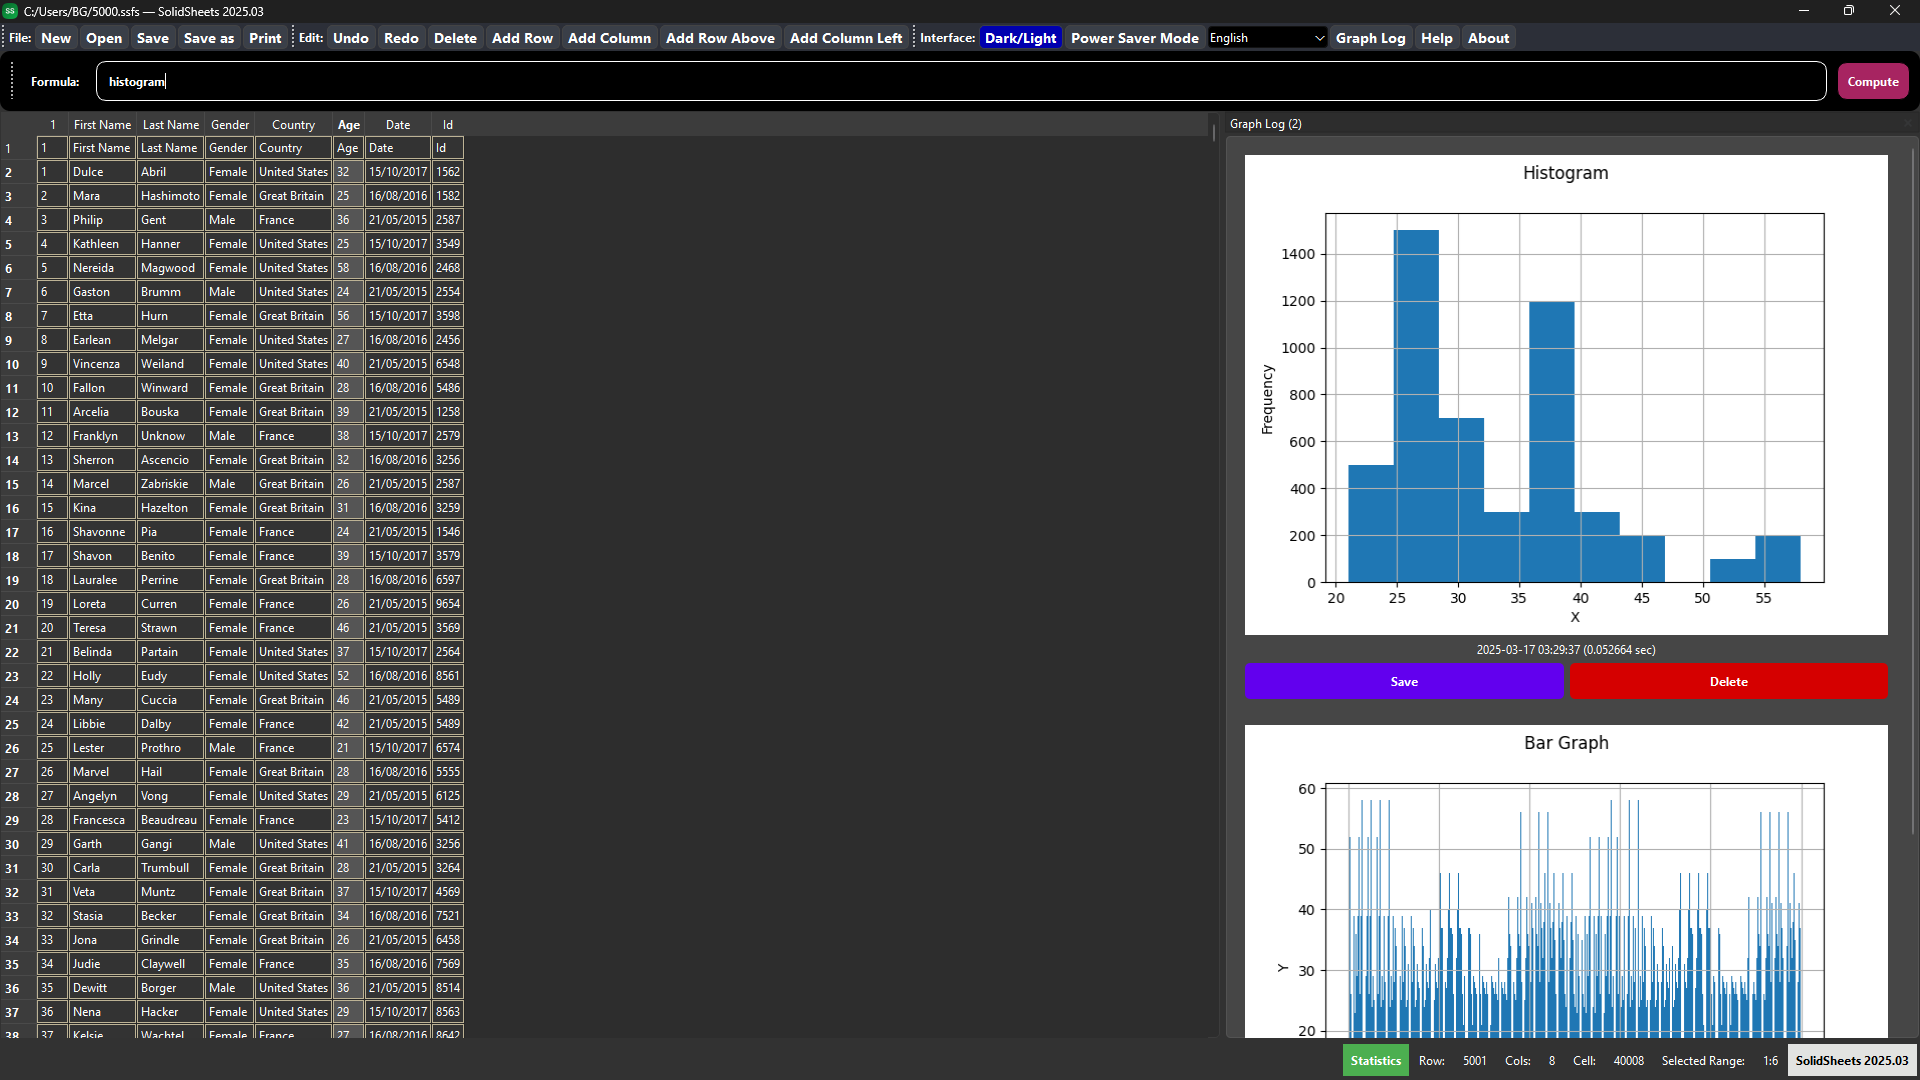 C:/Users/BG/5000.ssfs — SolidSheets 2025.03
File: New Open Save Save as Print Edit: Undo Redo Delete Add Row Add Column Add Row Above Add Column Left Interface: Dark/Light Power Saver Mode English Graph Log Help About
Formula: histogram Compute
1 First Name Last Name Gender Country Age Date Id
1 1 First Name Last Name Gender Country Age Date Id
2 1 Dulce Abril Female United States 32 15/10/2017 1562
3 2 Mara Hashimoto Female Great Britain 25 16/08/2016 1582
4 3 Philip Gent Male France 36 21/05/2015 2587
5 4 Kathleen Hanner Female United States 25 15/10/2017 3549
6 5 Nereida Magwood Female United States 58 16/08/2016 2468
7 6 Gaston Brumm Male United States 24 21/05/2015 2554
8 7 Etta Hurn Female Great Britain 56 15/10/2017 3598
9 8 Earlean Melgar Female United States 27 16/08/2016 2456
10 9 Vincenza Weiland Female United States 40 21/05/2015 6548
11 10 Fallon Winward Female Great Britain 28 16/08/2016 5486
12 11 Arcelia Bouska Female Great Britain 39 21/05/2015 1258
13 12 Franklyn Unknow Male France 38 15/10/2017 2579
14 13 Sherron Ascencio Female Great Britain 32 16/08/2016 3256
15 14 Marcel Zabriskie Male Great Britain 26 21/05/2015 2587
16 15 Kina Hazelton Female Great Britain 31 16/08/2016 3259
17 16 Shavonne Pia Female France 24 21/05/2015 1546
18 17 Shavon Benito Female France 39 15/10/2017 3579
19 18 Lauralee Perrine Female Great Britain 28 16/08/2016 6597
20 19 Loreta Curren Female France 26 21/05/2015 9654
21 20 Teresa Strawn Female France 46 21/05/2015 3569
22 21 Belinda Partain Female United States 37 15/10/2017 2564
23 22 Holly Eudy Female United States 52 16/08/2016 8561
24 23 Many Cuccia Female Great Britain 46 21/05/2015 5489
25 24 Libbie Dalby Female France 42 21/05/2015 5489
26 25 Lester Prothro Male France 21 15/10/2017 6574
27 26 Marvel Hail Female Great Britain 28 16/08/2016 5555
28 27 Angelyn Vong Female United States 29 21/05/2015 6125
29 28 Francesca Beaudreau Female France 23 15/10/2017 5412
30 29 Garth Gangi Male United States 41 16/08/2016 3256
31 30 Carla Trumbull Female Great Britain 28 21/05/2015 3264
32 31 Veta Muntz Female Great Britain 37 15/10/2017 4569
33 32 Stasia Becker Female Great Britain 34 16/08/2016 7521
34 33 Jona Grindle Female Great Britain 26 21/05/2015 6458
35 34 Judie Claywell Female France 35 16/08/2016 7569
36 35 Dewitt Borger Male United States 36 21/05/2015 8514
37 36 Nena Hacker Female United States 29 15/10/2017 8563
38 37 Kelsie Wachtel Female France 27 16/08/2016 8642
Graph Log (2)
Histogram
1400
1200
1000
800
600
400
200
0
Frequency
20 25 30 35 40 45 50 55
X
2025-03-17 03:29:37 (0.052664 sec)
Save Delete
Bar Graph
60
50
40
30
20
Y
Statistics Row: 5001 Cols: 8 Cell: 40008 Selected Range: 1:6 SolidSheets 2025.03